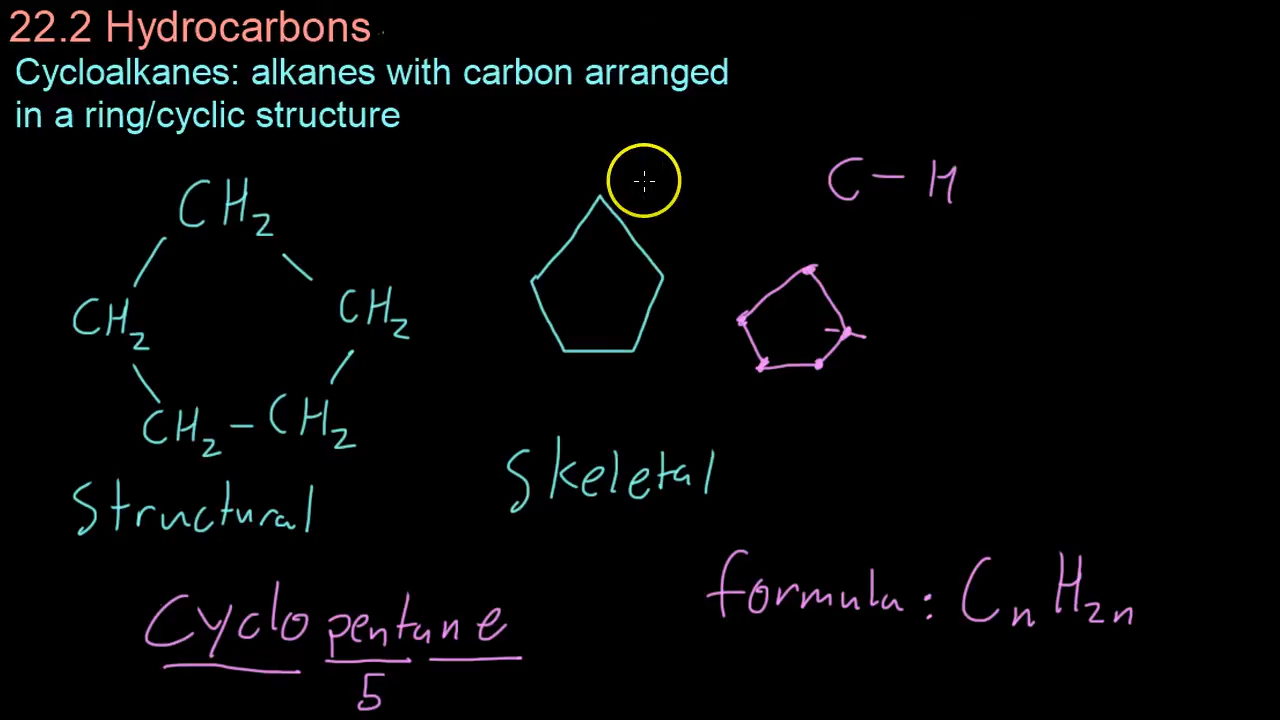 22.2 Hydrocarbons
Cycloalkanes: alkanes with carbon arranged
in a ring/cyclic structure
C - H
CH2
CH2
CH2
CH2 - CH2
Structural
Skeletal
Cyclopentane
5
formula: CnH2n